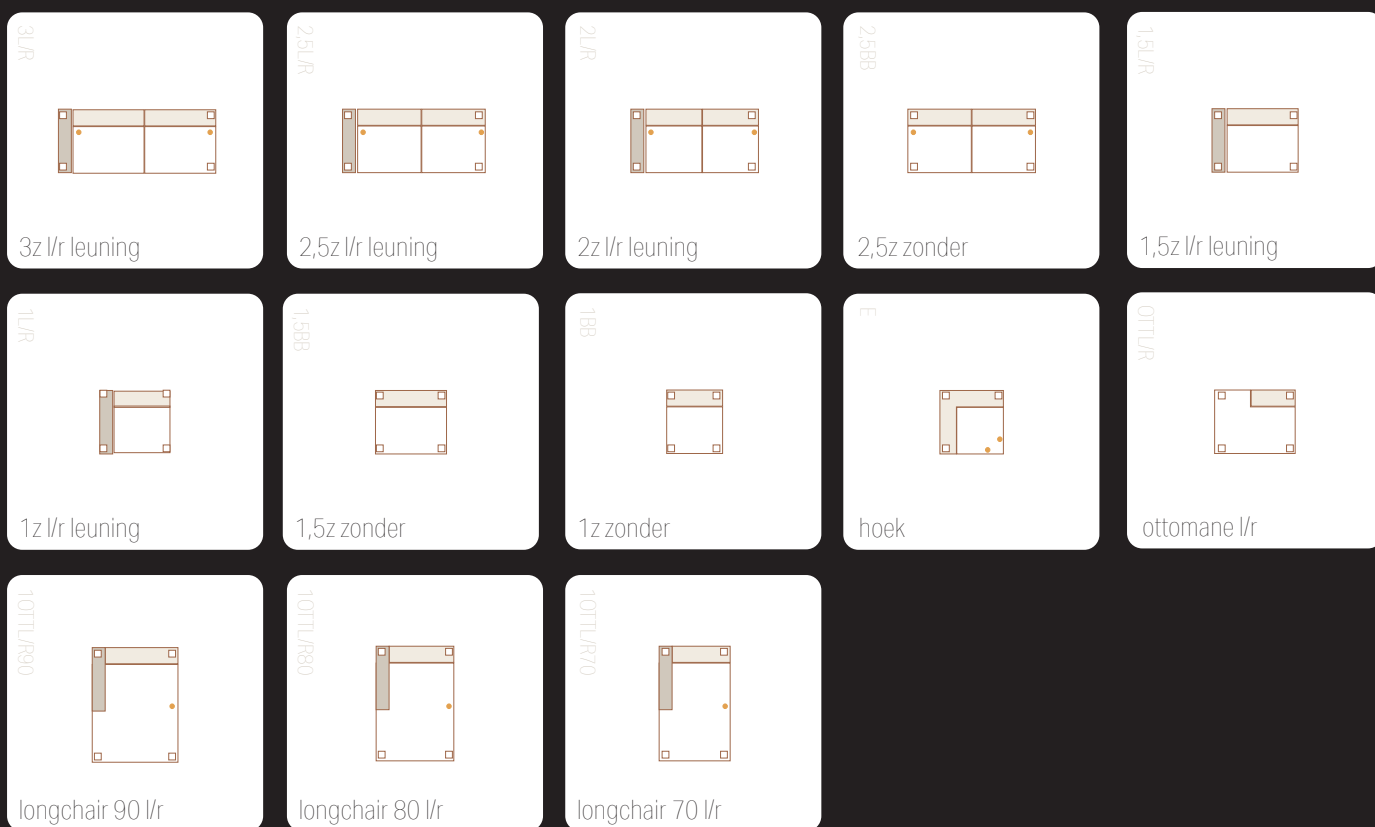 3L/R
3z l/r leuning
2,5L/R
2,5z l/r leuning
2L/R
2z l/r leuning
2,5BB
2,5z zonder
1,5L/R
1,5z l/r leuning
1L/R
1z l/r leuning
1,5BB
1,5z zonder
1BB
1z zonder
E
hoek
OTTL/R
ottomane l/r
1OTTL/R90
longchair 90 l/r
1OTTL/R80
longchair 80 l/r
1OTTL/R70
longchair 70 l/r